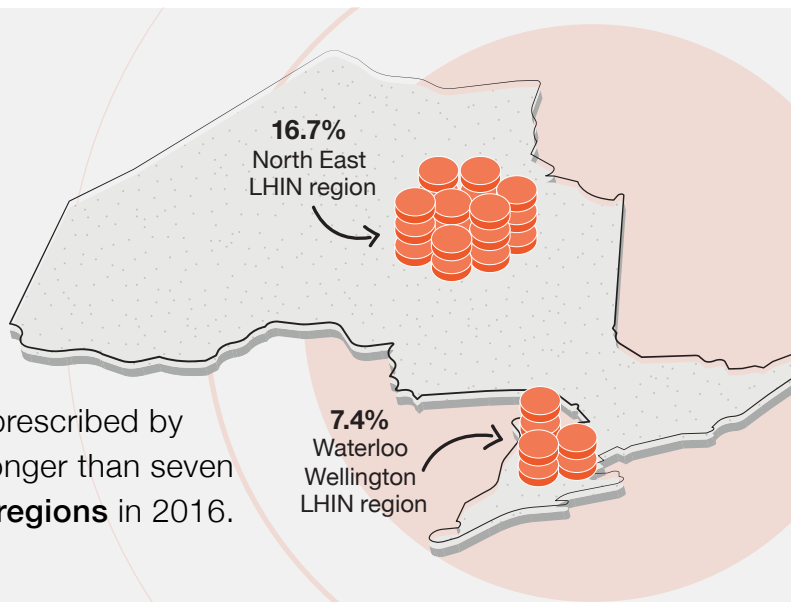 16.7%
North East
LHIN region
prescribed by
onger than seven
regions in 2016.
7.4%
Waterloo
Wellington
LHIN region